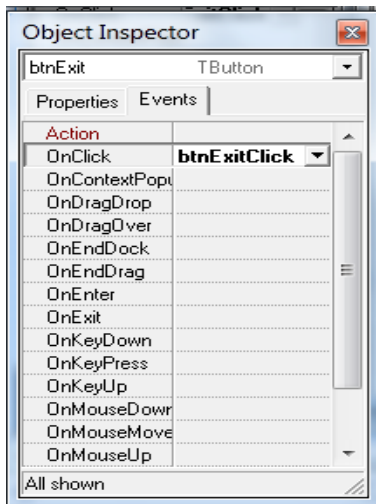 Object Inspector
btnExit TButton
Properties Events
Action
OnClick btnExitClick
OnContextPopu
OnDragDrop
OnDragOver
OnEndDock
OnEndDrag
OnEnter
OnExit
OnKeyDown
OnKeyPress
OnKeyUp
OnMouseDown
OnMouseMove
OnMouseUp
All shown